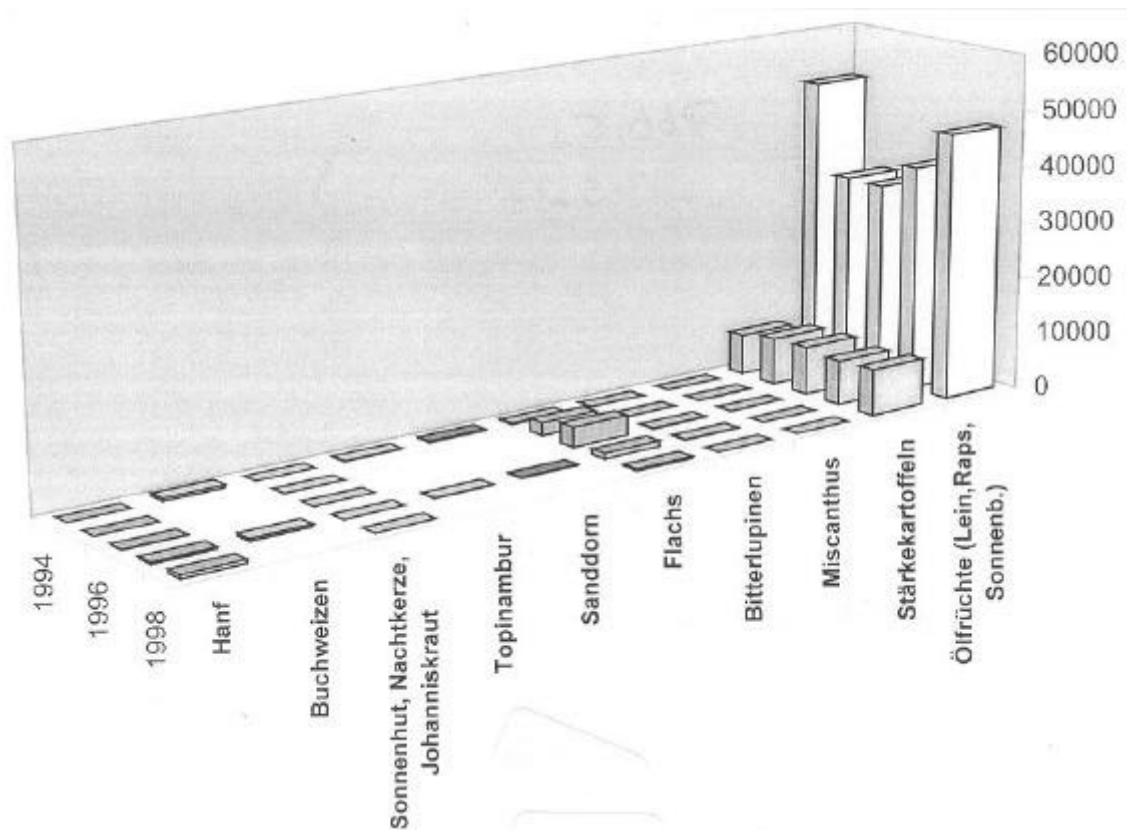 60000
50000
40000
30000
20000
10000
0
1994
1996
1998
Hanf
Buchweizen
Sonnenhut, Nachtkerze,
Johanniskraut
Topinambur
Sanddorn
Flachs
Bitterlupinen
Miscanthus
Stärkekartoffeln
Ölfrüchte (Lein,Raps,
Sonnenb.)